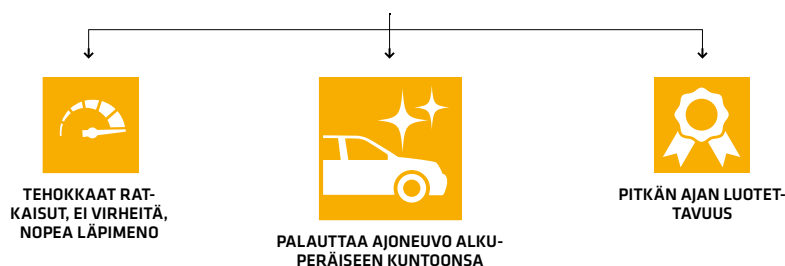 TEHOKKAAT RAT-
KAISUT, EI VIRHEITÄ,
NOPEA LÄPIMENO
PALAUTTAA AJONEUVO ALKU-
PERÄISEEN KUNTOONSA
PITKÄN AJAN LUOTET-
TAVUUS